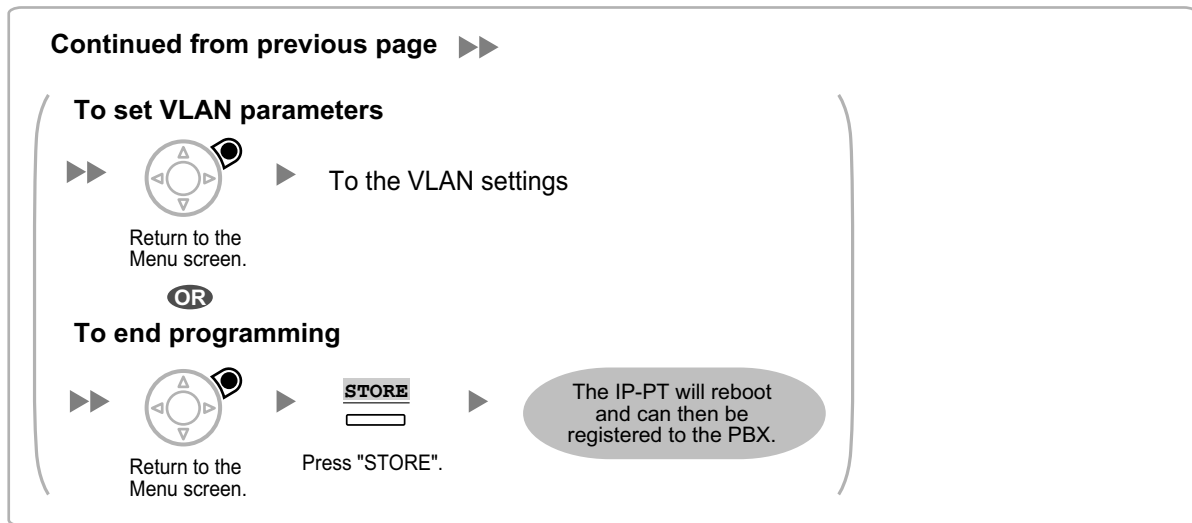 Continued from previous page
To set VLAN parameters
To the VLAN settings
Return to the
Menu screen.
OR
To end programming
STORE
The IP-PT will reboot
and can then be
registered to the PBX.
Return to the
Menu screen.
Press "STORE".